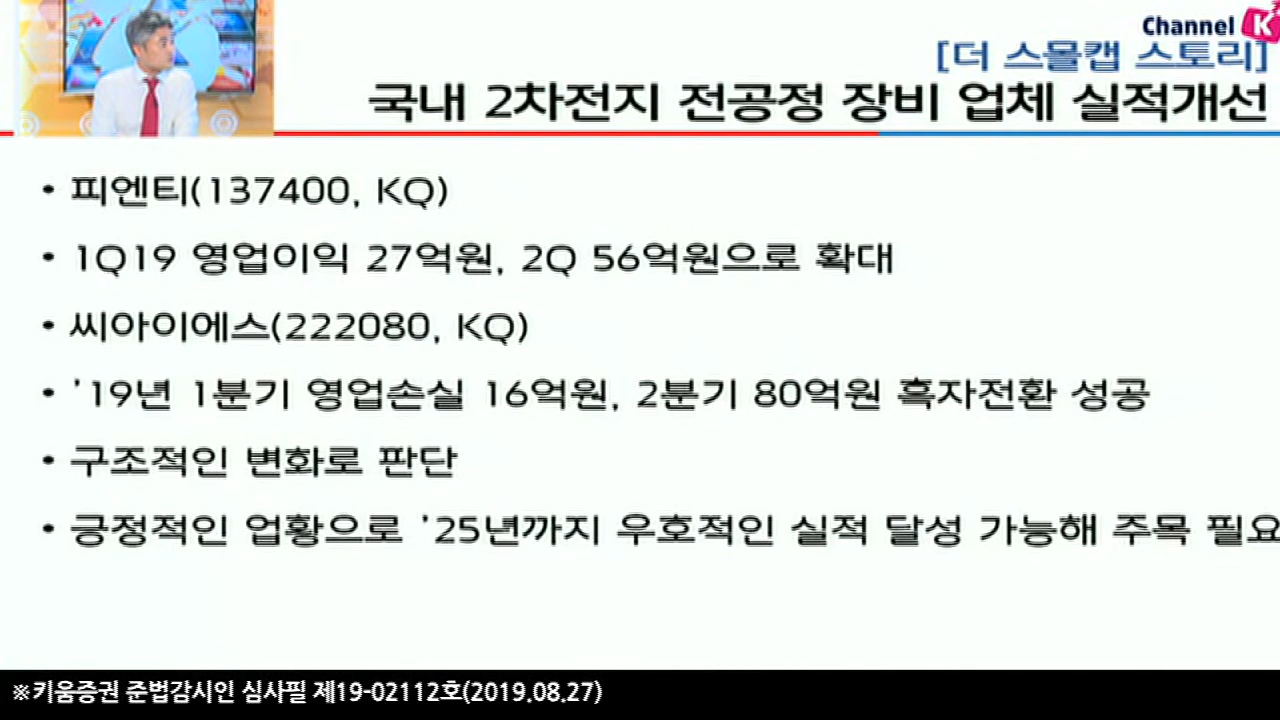 Channel K
[더 스몰캡 스토리]
국내 2차전지 전공정 장비 업체 실적개선
• 피엔티(137400, KQ)
• 1Q19 영업이익 27억원, 2Q 56억원으로 확대
• 씨아이에스(222080, KQ)
• '19년 1분기 영업손실 16억원, 2분기 80억원 흑자전환 성공
• 구조적인 변화로 판단
• 긍정적인 업황으로 '25년까지 우호적인 실적 달성 가능해 주목 필요
※키움증권 준법감시인 심사필 제19-02112호(2019.08.27)